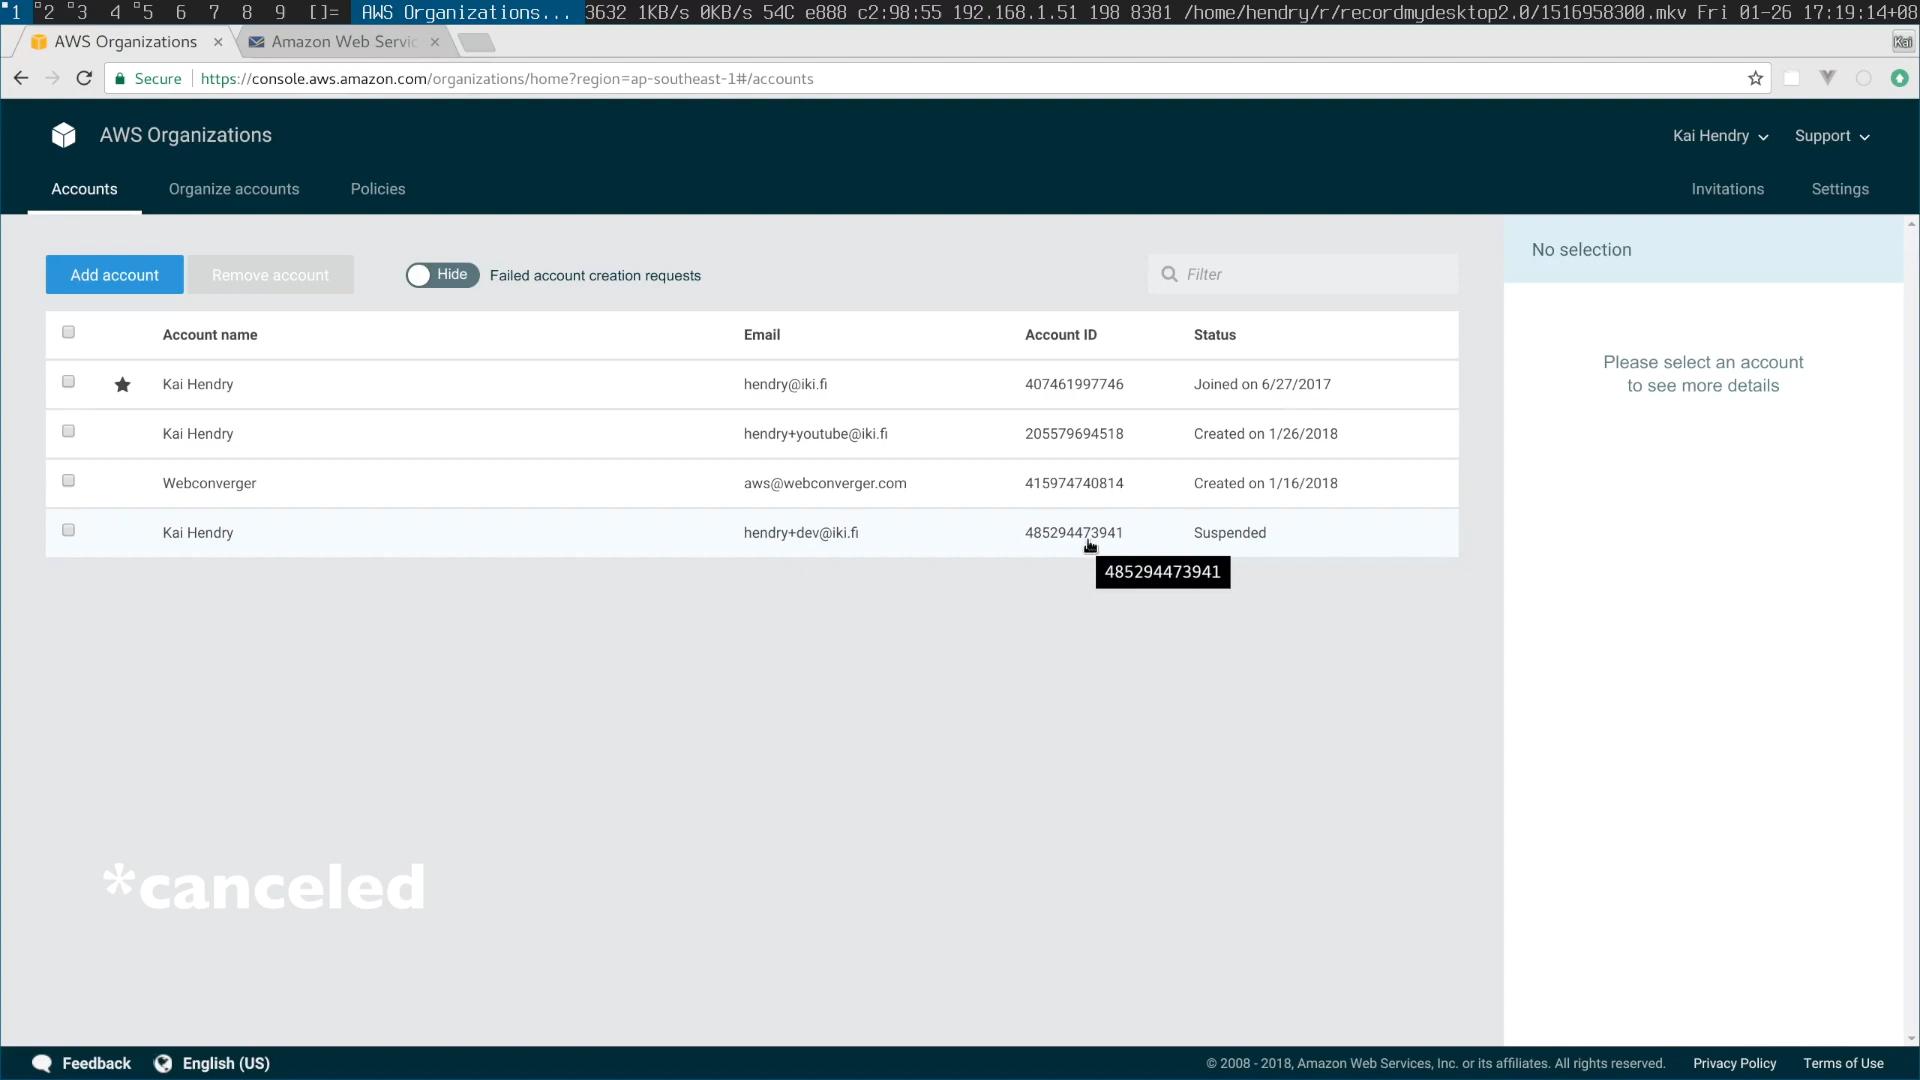 1 2 3 4 5 6 7 8 9 []= AWS Organizations... 3632 1KB/s 0KB/s 54C e888 c2:98:55 192.168.1.51 198 8381 /home/hendry/r/recordmydesktop2.0/1516958300.mkv Fri 01-26 17:19:14+08
AWS Organizations × Amazon Web Servic × Kai
Secure https://console.aws.amazon.com/organizations/home?region=ap-southeast-1#/accounts
AWS Organizations Kai Hendry Support
Accounts Organize accounts Policies Invitations Settings
No selection
Add account Remove account Hide Failed account creation requests Filter
Account name Email Account ID Status
Please select an account
to see more details
Kai Hendry hendry@iki.fi 407461997746 Joined on 6/27/2017
Kai Hendry hendry+youtube@iki.fi 205579694518 Created on 1/26/2018
Webconverger aws@webconverger.com 415974740814 Created on 1/16/2018
Kai Hendry hendry+dev@iki.fi 485294473941 Suspended
485294473941
*canceled
Feedback English (US) © 2008 - 2018, Amazon Web Services, Inc. or its affiliates. All rights reserved. Privacy Policy Terms of Use